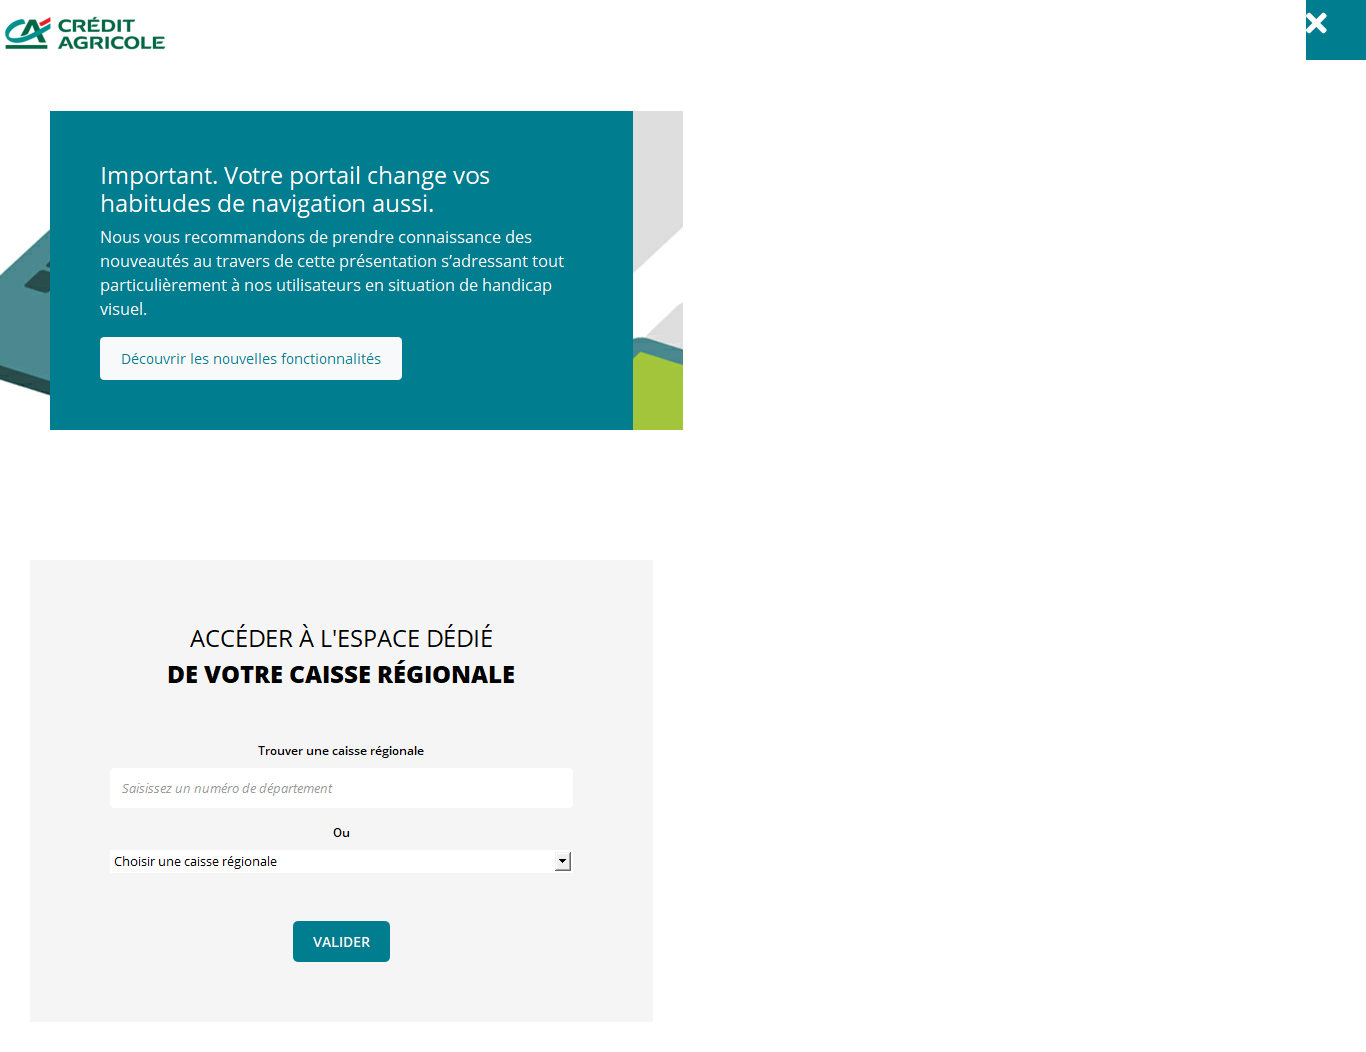 CRÉDIT
AGRICOLE
Important. Votre portail change vos
habitudes de navigation aussi.
Nous vous recommandons de prendre connaissance des
nouveautés au travers de cette présentation s’adressant tout
particulièrement à nos utilisateurs en situation de handicap
visuel.
Découvrir les nouvelles fonctionnalités
ACCÉDER À L'ESPACE DÉDIÉ
DE VOTRE CAISSE RÉGIONALE
Trouver une caisse régionale
Saisissez un numéro de département
Ou
Choisir une caisse régionale
VALIDER